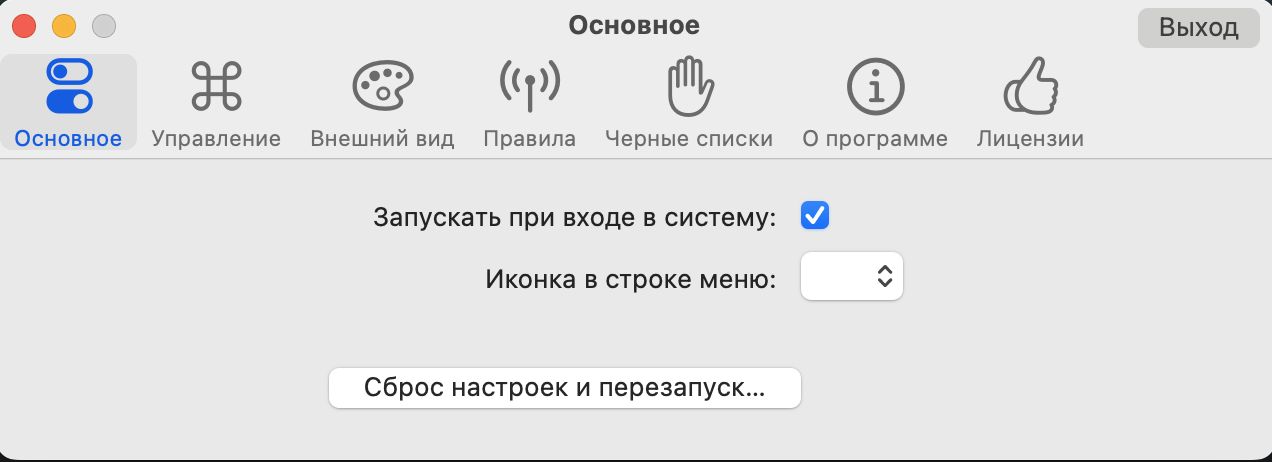 Основное
Выход
Основное
Управление
Внешний вид
Правила
Черные списки
О программе
Лицензии
Запускать при входе в систему:
Иконка в строке меню:
Сброс настроек и перезапуск…